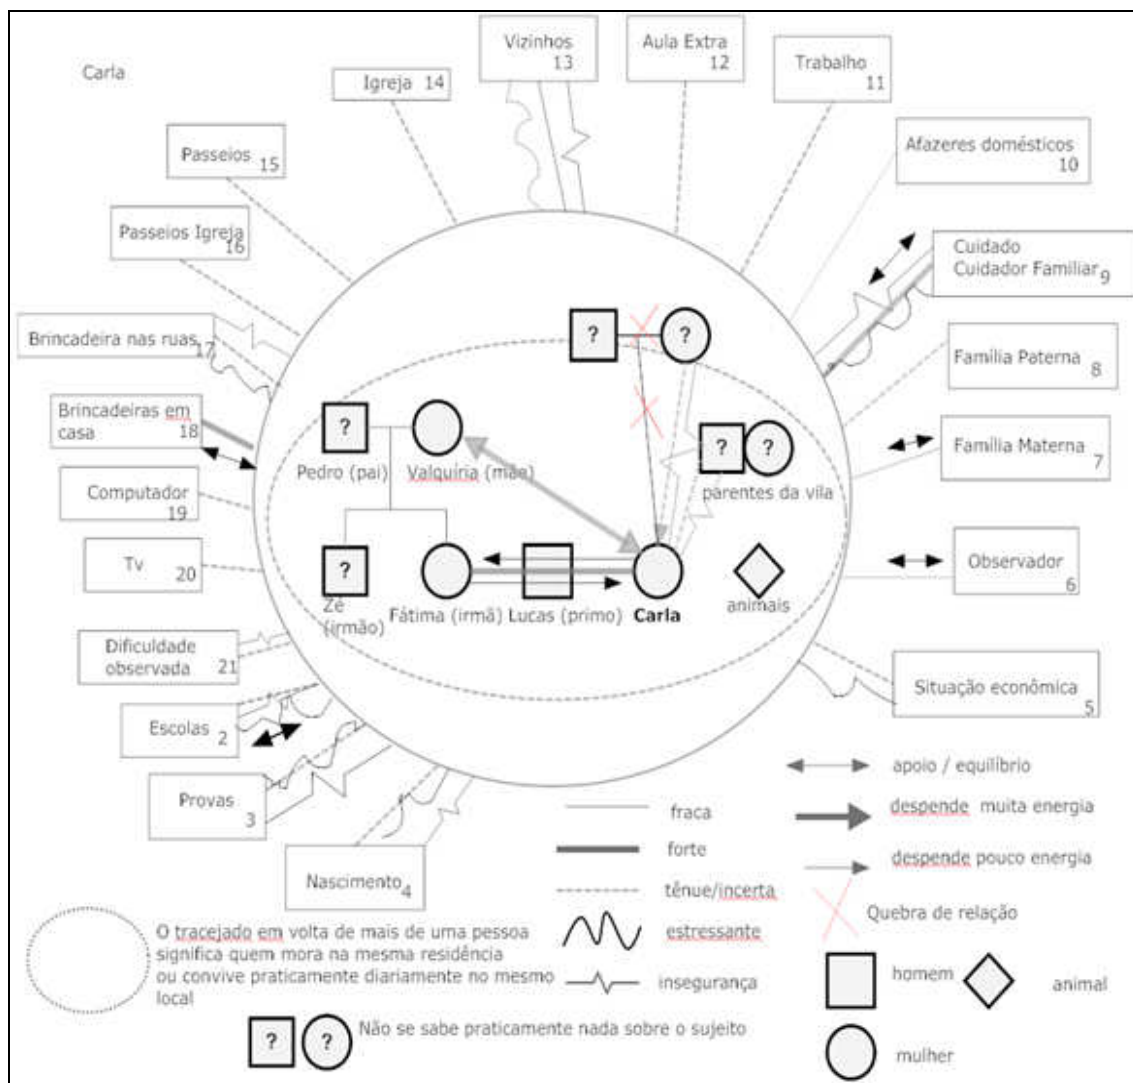 Carla
Igreja 14
Vizinhos
13
Aula Extra
12
Trabalho
11
Afazeres domésticos
10
Cuidado
Cuidador Familiar 9
Família Paterna
8
Família Materna
7
Observador
6
Situação econômica
5
Passeios
15
Passeios Igreja
16
Brincadeira nas ruas
17
Brincadeiras em
casa
18
Computador
19
Tv
20
Dificuldade
observada 21
Escolas
2
Provas
3
Nascimento
4
?
?
?
Pedro (pai)
Valquíria (mãe)
?
?
parentes da vila
?
Zé
(irmão)
Fátima (irmã)
Lucas (primo)
Carla
animais
fraca
forte
tênue/incerta
estressante
insegurança
apoio / equilíbrio
despende muita energia
despende pouco energia
Quebra de relação
homem
animal
mulher
O tracejado em volta de mais de uma pessoa
significa quem mora na mesma residência
ou convive praticamente diariamente no mesmo
local
?
?
Não se sabe praticamente nada sobre o sujeito